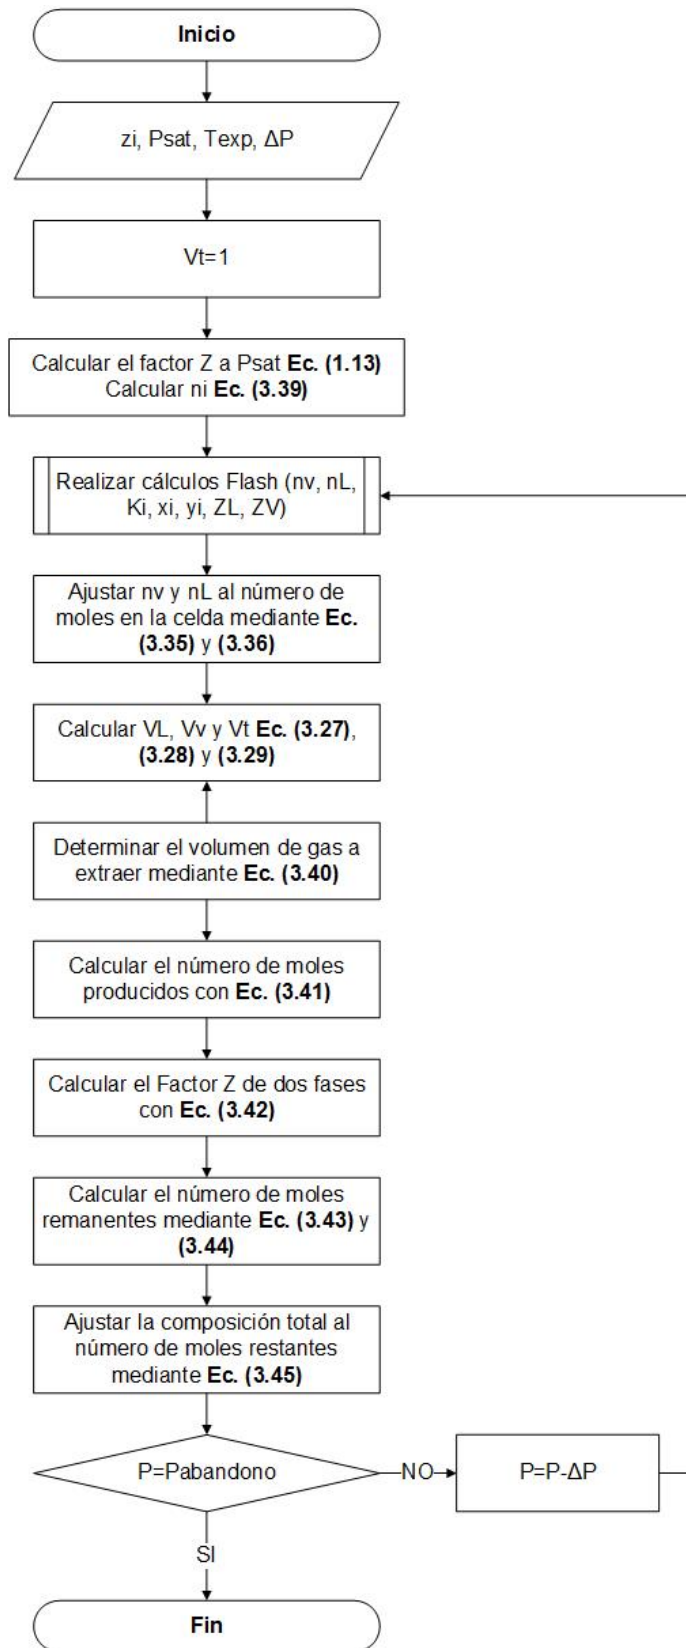 Inicio
zi, Psat, Texp, ΔP
Vt=1
Calcular el factor Z a Psat Ec. (1.13)
Calcular ni Ec. (3.39)
Realizar cálculos Flash (nv, nL,
Ki, xi, yi, ZL, ZV)
Ajustar nv y nL al número de
moles en la celda mediante Ec.
(3.35) y (3.36)
Calcular VL, Vv y Vt Ec. (3.27),
(3.28) y (3.29)
Determinar el volumen de gas a
extraer mediante Ec. (3.40)
Calcular el número de moles
producidos con Ec. (3.41)
Calcular el Factor Z de dos fases
con Ec. (3.42)
Calcular el número de moles
remanentes mediante Ec. (3.43) y
(3.44)
Ajustar la composición total al
número de moles restantes
mediante Ec. (3.45)
P=Pabandono
NO
P=P-ΔP
SI
Fin